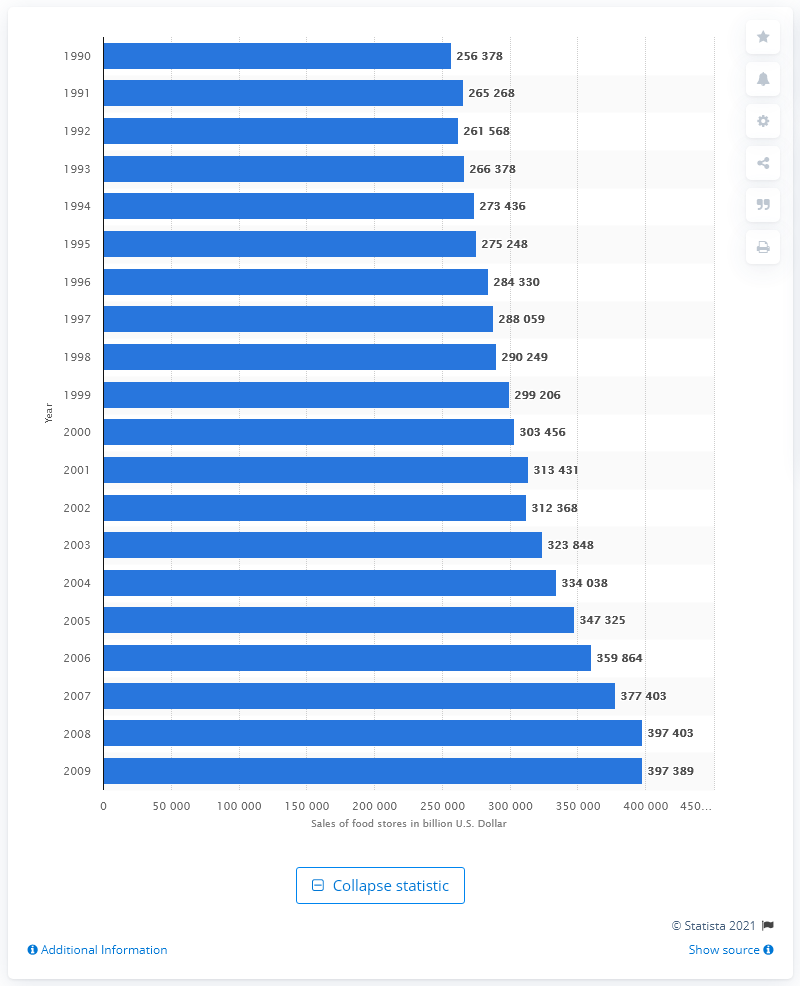 1990 256 378
1991 265 268
1992 261 568
1993 266 378
1994 273 436
1995 275 248
1996 284 330
1997 288 059
1998 290 249
1999 299 206
Year
2000 303 456
2001 313 431
2002 312 368
2003 323 848
2004 334 038
2005 347 325
2006 359 864
2007 377 403
2008 397 403
2009 397 389
0 50 000 100 000 150 000 200 000 250 000 300 000 350 000 400 000 450...
Sales of food stores in billion U.S. Dollar
Collapse statistic
© Statista 2021
Additional Information Show source